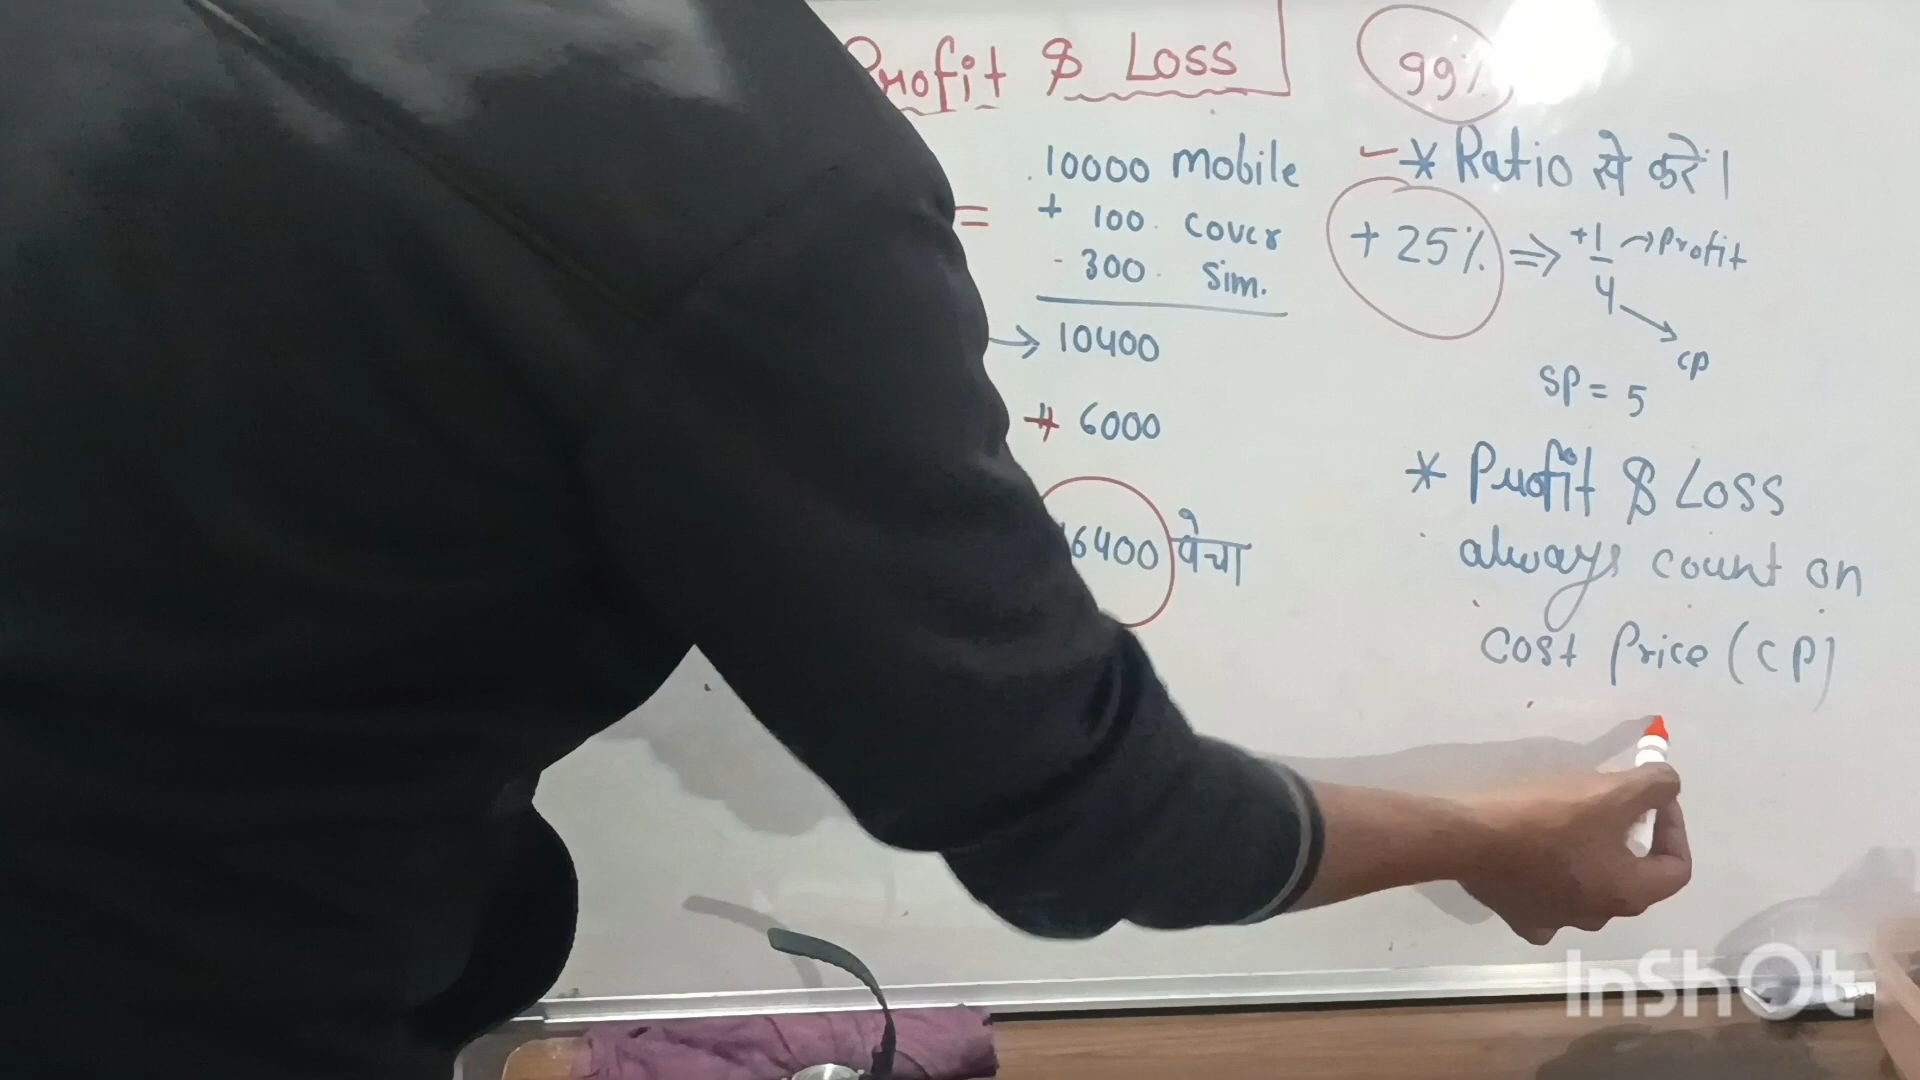 Profit & Loss
99%
10000 mobile
+ 100 cover
- 300 Sim.
10400
+ 6000
16400 बेचा
* Ratio से करें।
+ 25% ⇒ +1/4 → Profit
cp
SP = 5
* Profit & Loss
always count on
cost Price (CP)
InShOt